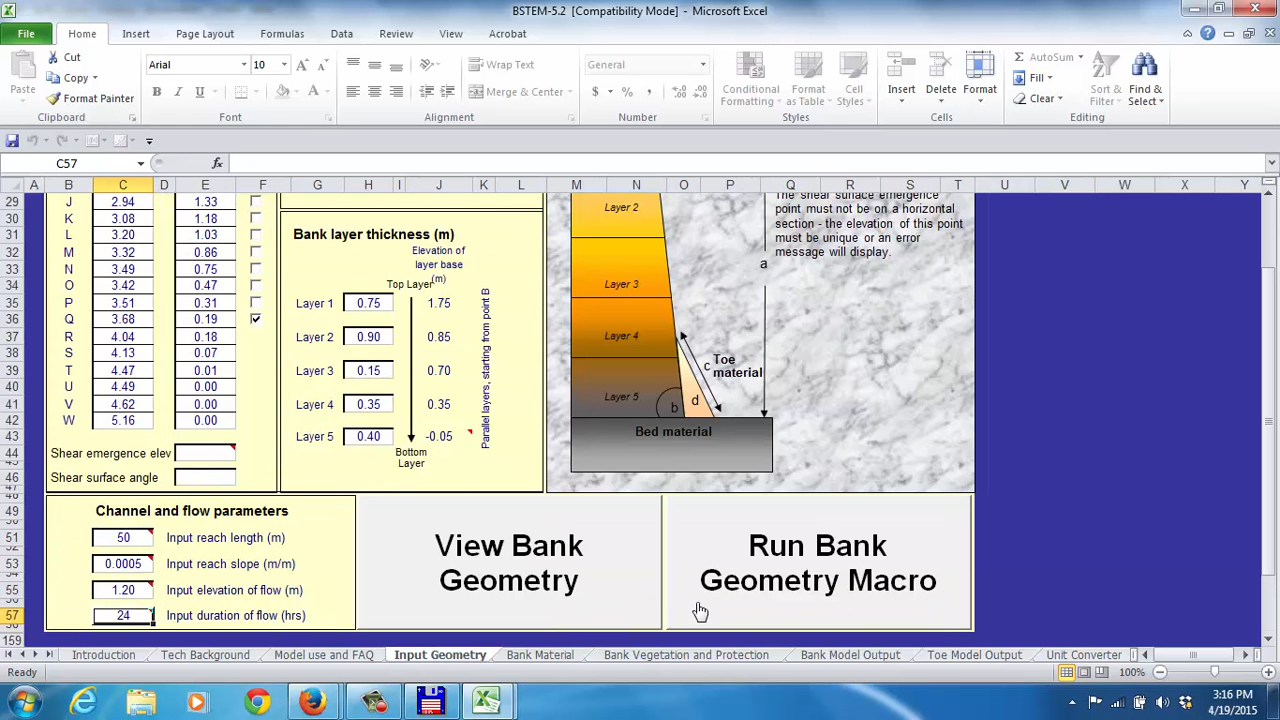 BSTEM-5.2 [Compatibility Mode] - Microsoft Excel
File Home Insert Page Layout Formulas Data Review View Acrobat
Cut
Copy
Format Painter
Paste
Clipboard
Arial 10
B I U
Font
Wrap Text
Merge & Center
Alignment
General
$ % ,
Number
Conditional Formatting
Format as Table
Cell Styles
Styles
Insert Delete Format
Cells
AutoSum
Fill
Clear
Sort & Filter
Find & Select
Editing
C57 fx
A B C D E F G H I J K L M N O P Q R S T U V W X Y
29 J 2.94 1.33
30 K 3.08 1.18
31 L 3.20 1.03
32 M 3.32 0.86
33 N 3.49 0.75
34 O 3.42 0.47
35 P 3.51 0.31
36 Q 3.68 0.19
37 R 4.04 0.18
38 S 4.13 0.07
39 T 4.47 0.01
40 U 4.49 0.00
41 V 4.62 0.00
42 W 5.16 0.00
43
44 Shear emergence elev
46 Shear surface angle
Bank layer thickness (m)
Elevation of
layer base
(m)
Top Layer
Layer 1 0.75 1.75
Layer 2 0.90 0.85
Layer 3 0.15 0.70
Layer 4 0.35 0.35
Layer 5 0.40 -0.05
Bottom
Layer
Parallel layers, starting from point B
Layer 2
Layer 3
Layer 4
Layer 5
a
b
c
d
Toe
material
Bed material
The shear surface emergence
point must not be on a horizontal
section - the elevation of this point
must be unique or an error
message will display.
49 Channel and flow parameters
51 50 Input reach length (m)
53 0.0005 Input reach slope (m/m)
55 1.20 Input elevation of flow (m)
57 24 Input duration of flow (hrs)
159
View Bank
Geometry
Run Bank
Geometry Macro
Introduction Tech Background Model use and FAQ Input Geometry Bank Material Bank Vegetation and Protection Bank Model Output Toe Model Output Unit Converter
Ready
100%
3:16 PM
4/19/2015